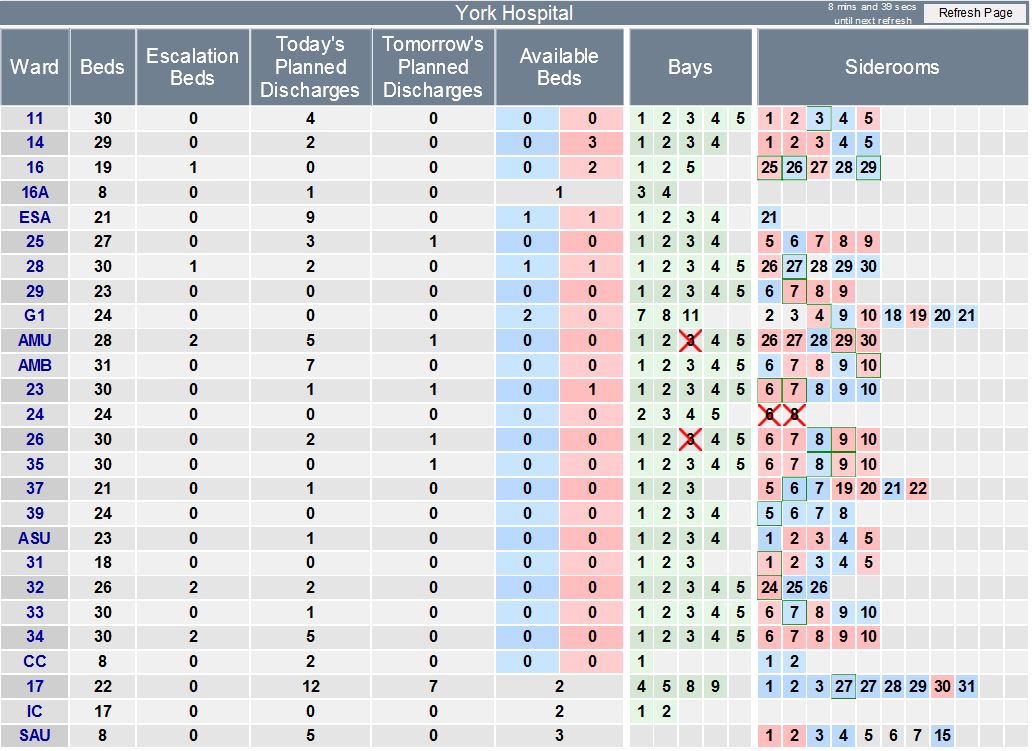 York Hospital
8 mins and 39 secs
until next refresh
Refresh Page
Ward Beds Escalation Beds Today's Planned Discharges Tomorrow's Planned Discharges Available Beds Bays Siderooms
11 30 0 4 0 0 0 1 2 3 4 5 1 2 3 4 5
14 29 0 2 0 0 3 1 2 3 4 1 2 3 4 5
16 19 1 0 0 0 2 1 2 5 25 26 27 28 29
16A 8 0 1 0 1 3 4
ESA 21 0 9 0 1 1 1 2 3 4 21
25 27 0 3 1 0 0 1 2 3 4 5 6 7 8 9
28 30 1 2 0 1 1 1 2 3 4 5 26 27 28 29 30
29 23 0 0 0 0 0 1 2 3 4 5 6 7 8 9
G1 24 0 0 0 2 0 7 8 11 2 3 4 9 10 18 19 20 21
AMU 28 2 5 1 0 0 1 2 3 4 5 26 27 28 29 30
AMB 31 0 7 0 0 0 1 2 3 4 5 6 7 8 9 10
23 30 0 1 1 0 1 1 2 3 4 5 6 7 8 9 10
24 24 0 0 0 0 0 2 3 4 5 6 8
26 30 0 2 1 0 0 1 2 3 4 5 6 7 8 9 10
35 30 0 0 1 0 0 1 2 3 4 5 6 7 8 9 10
37 21 0 1 0 0 0 1 2 3 5 6 7 19 20 21 22
39 24 0 0 0 0 0 1 2 3 4 5 6 7 8
ASU 23 0 1 0 0 0 1 2 3 4 1 2 3 4 5
31 18 0 0 0 0 0 1 2 3 1 2 3 4 5
32 26 2 2 0 0 0 1 2 3 4 5 24 25 26
33 30 0 1 0 0 0 1 2 3 4 5 6 7 8 9 10
34 30 2 5 0 0 0 1 2 3 4 5 6 7 8 9 10
CC 8 0 2 0 0 0 1 1 2
17 22 0 12 7 2 4 5 8 9 1 2 3 27 27 28 29 30 31
IC 17 0 0 0 2 1 2
SAU 8 0 5 0 3 1 2 3 4 5 6 7 15